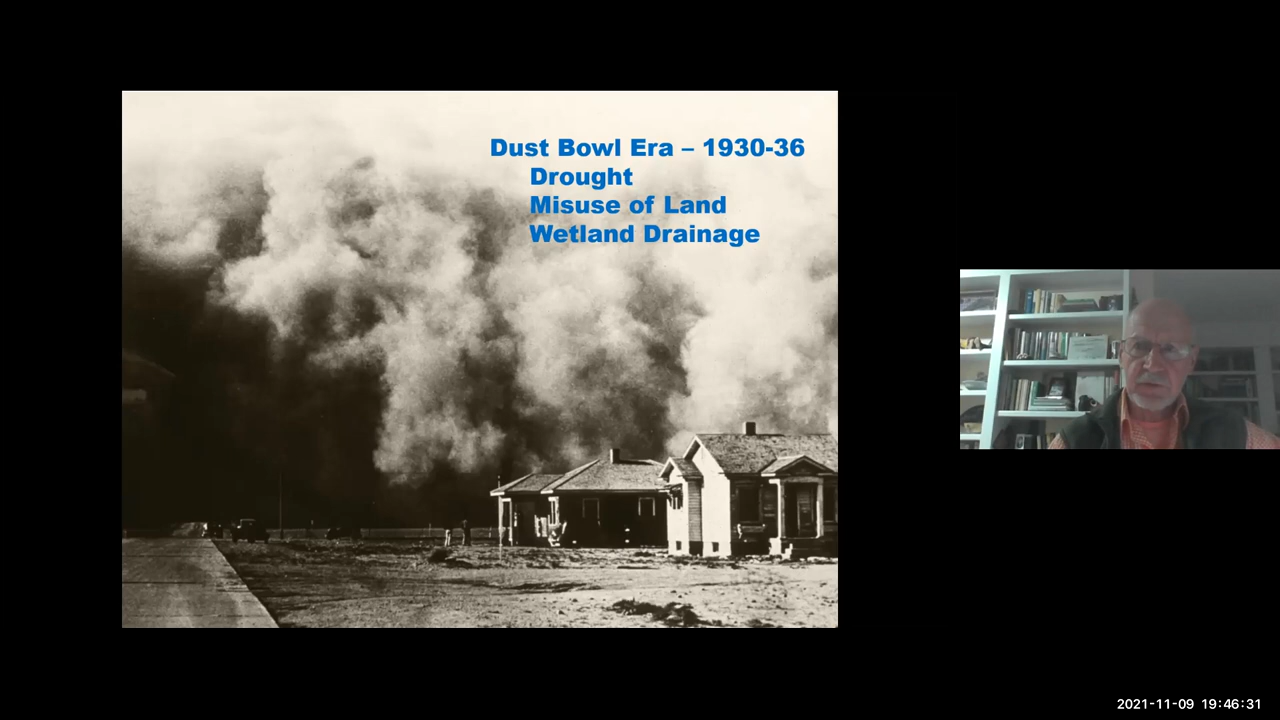 Dust Bowl Era – 1930-36
Drought
Misuse of Land
Wetland Drainage
2021-11-09 19:46:31